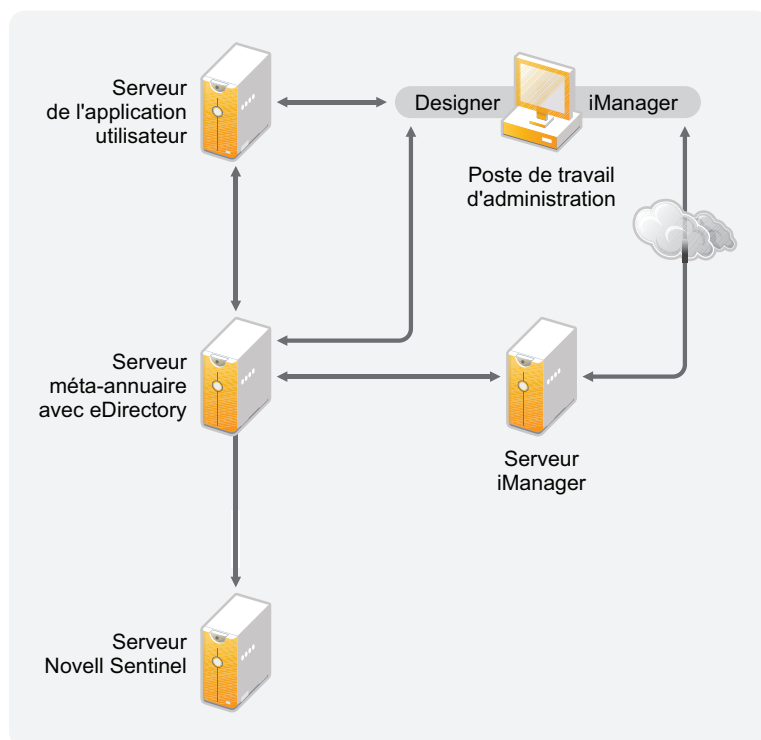 Serveur
de l'application
utilisateur
Designer
iManager
Poste de travail
d'administration
Serveur
méta-annuaire
avec eDirectory
Serveur
iManager
Serveur
Novell Sentinel